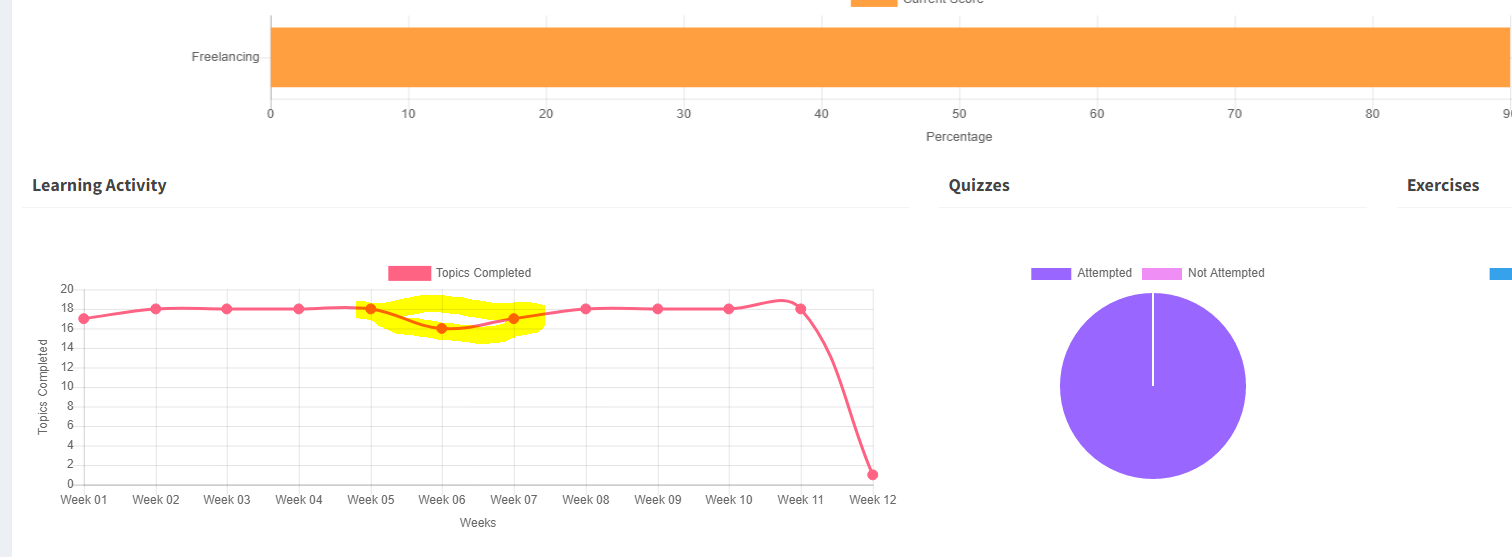 Current Score
Freelancing
0 10 20 30 40 50 60 70 80
Percentage
Learning Activity
Quizzes
Exercises
Topics Completed
Attempted Not Attempted
20
18
16
14
12
10
8
6
4
2
0
Topics Completed
Week 01 Week 02 Week 03 Week 04 Week 05 Week 06 Week 07 Week 08 Week 09 Week 10 Week 11 Week 12
Weeks